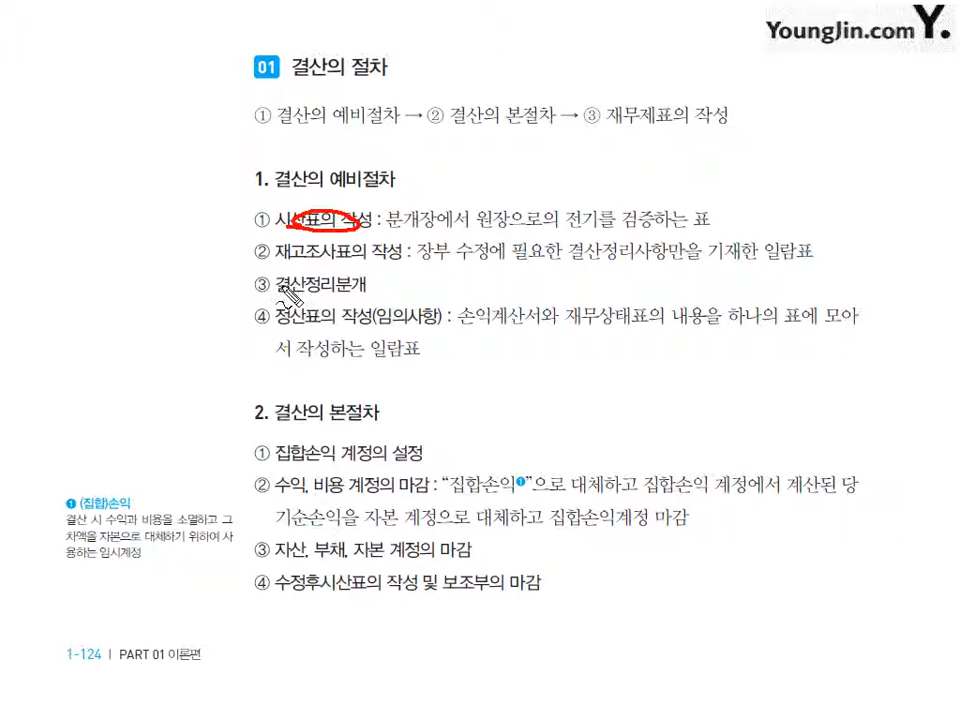 YoungJin.com Y.
01 결산의 절차
① 결산의 예비절차 → ② 결산의 본절차 → ③ 재무제표의 작성
1. 결산의 예비절차
① 시산표의 작성 : 분개장에서 원장으로의 전기를 검증하는 표
② 재고조사표의 작성 : 장부 수정에 필요한 결산정리사항만을 기재한 일람표
③ 결산정리분개
④ 정산표의 작성(임의사항) : 손익계산서와 재무상태표의 내용을 하나의 표에 모아
서 작성하는 일람표
2. 결산의 본절차
① 집합손익 계정의 설정
② 수익, 비용 계정의 마감 : “집합손익❶”으로 대체하고 집합손익 계정에서 계산된 당
기순손익을 자본 계정으로 대체하고 집합손익계정 마감
③ 자산, 부채, 자본 계정의 마감
④ 수정후시산표의 작성 및 보조부의 마감
❶ (집합)손익
결산 시 수익과 비용을 소멸하고 그
차액을 자본으로 대체하기 위하여 사
용하는 임시계정
1-124 | PART 01 이론편